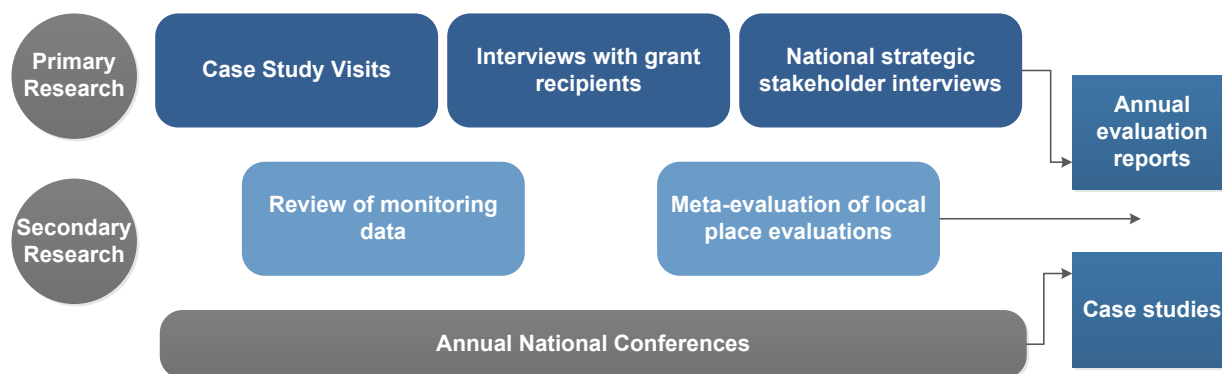 Primary
Research
Case Study Visits
Interviews with grant
recipients
National strategic
stakeholder interviews
Annual
evaluation
reports
Secondary
Research
Review of monitoring
data
Meta-evaluation of local
place evaluations
Case studies
Annual National Conferences